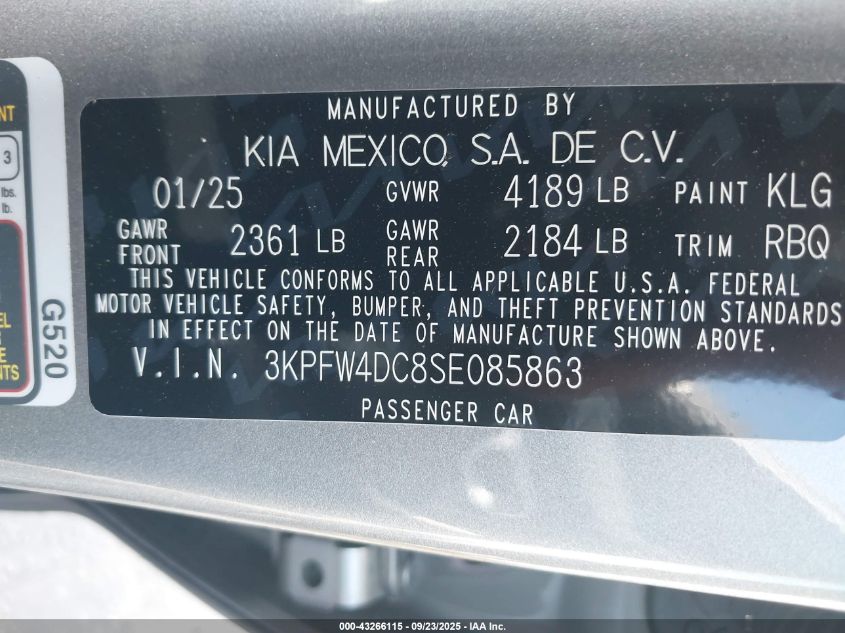 MANUFACTURED BY
KIA MEXICO, S.A. DE C.V.
01/25 GVWR 4189 LB PAINT KLG
GAWR FRONT 2361 LB GAWR REAR 2184 LB TRIM RBQ
THIS VEHICLE CONFORMS TO ALL APPLICABLE U.S.A. FEDERAL
MOTOR VEHICLE SAFETY, BUMPER, AND THEFT PREVENTION STANDARDS
IN EFFECT ON THE DATE OF MANUFACTURE SHOWN ABOVE.
V.I.N. 3KPFW4DC8SE085863
PASSENGER CAR
3
lbs.
lb.
G520
000-43266115 - 09/23/2025 - IAA Inc.